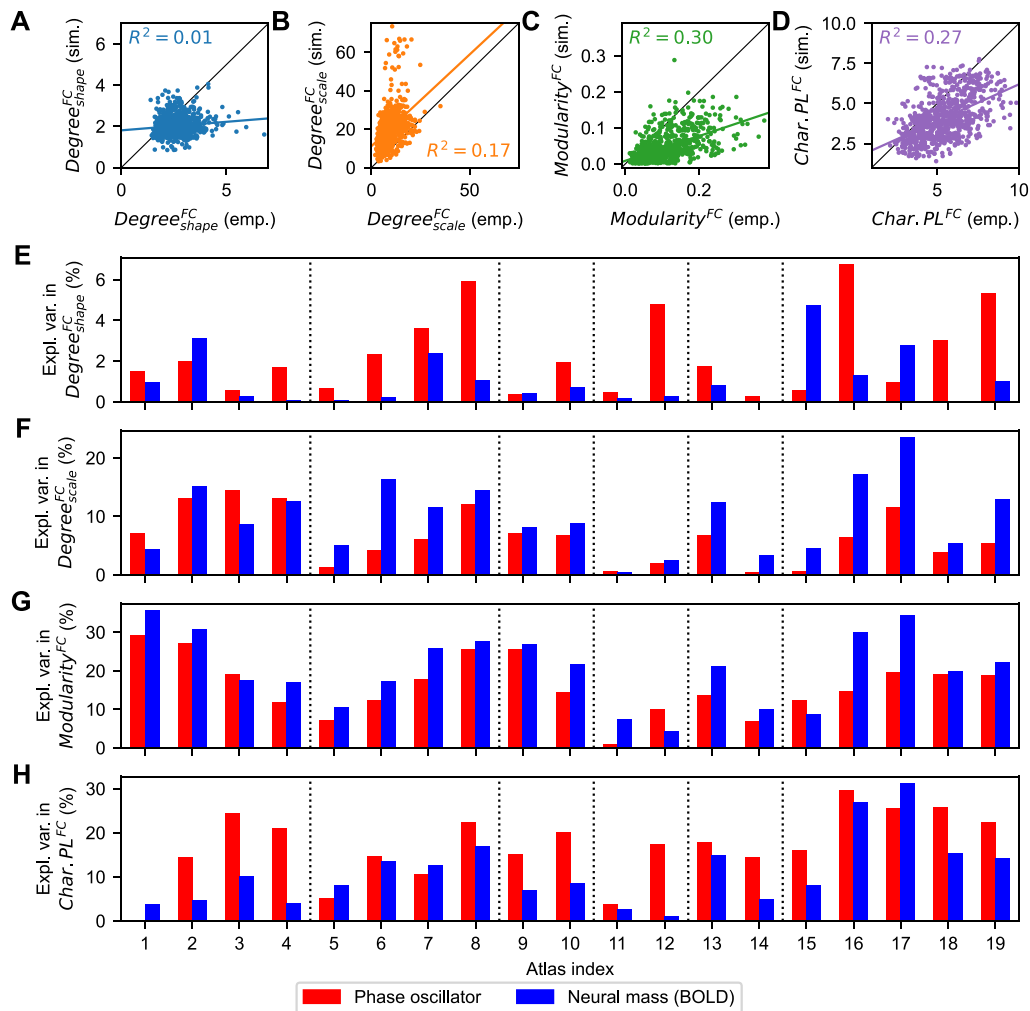 A
R² = 0.01
Degree^FC_shape (sim.)
6
4
2
0
0
5
Degree^FC_shape (emp.)
B
R² = 0.17
Degree^FC_scale (sim.)
60
40
20
0
0
50
Degree^FC_scale (emp.)
C
R² = 0.30
Modularity^FC (sim.)
0.3
0.2
0.1
0.0
0.0
0.2
Modularity^FC (emp.)
D
R² = 0.27
Char. PL^FC (sim.)
10.0
7.5
5.0
2.5
5
10
Char. PL^FC (emp.)
E
Expl. var. in
Degree^FC_shape (%)
6
4
2
0
F
Expl. var. in
Degree^FC_scale (%)
20
10
0
G
Expl. var. in
Modularity^FC (%)
30
20
10
0
H
Expl. var. in
Char. PL^FC (%)
30
20
10
0
1 2 3 4 5 6 7 8 9 10 11 12 13 14 15 16 17 18 19
Atlas index
Phase oscillator
Neural mass (BOLD)